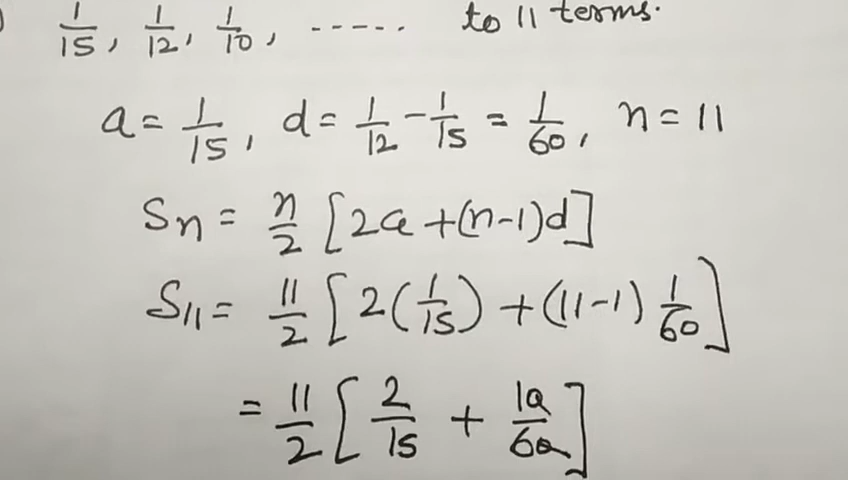 ) 1/15, 1/12, 1/10, ----- to 11 terms.
a = 1/15, d = 1/12 - 1/15 = 1/60, n = 11
Sn = n/2 [2a + (n-1)d]
S11 = 11/2 [2(1/15) + (11-1) 1/60]
= 11/2 [2/15 + 10/60]